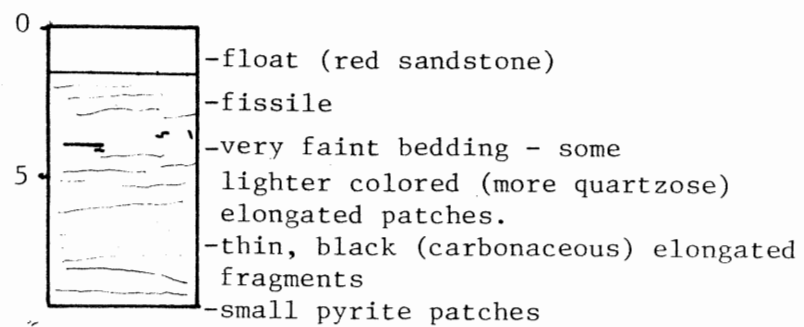 0
-float (red sandstone)
-fissile
-very faint bedding - some
5
lighter colored (more quartzose)
elongated patches.
-thin, black (carbonaceous) elongated
fragments
-small pyrite patches